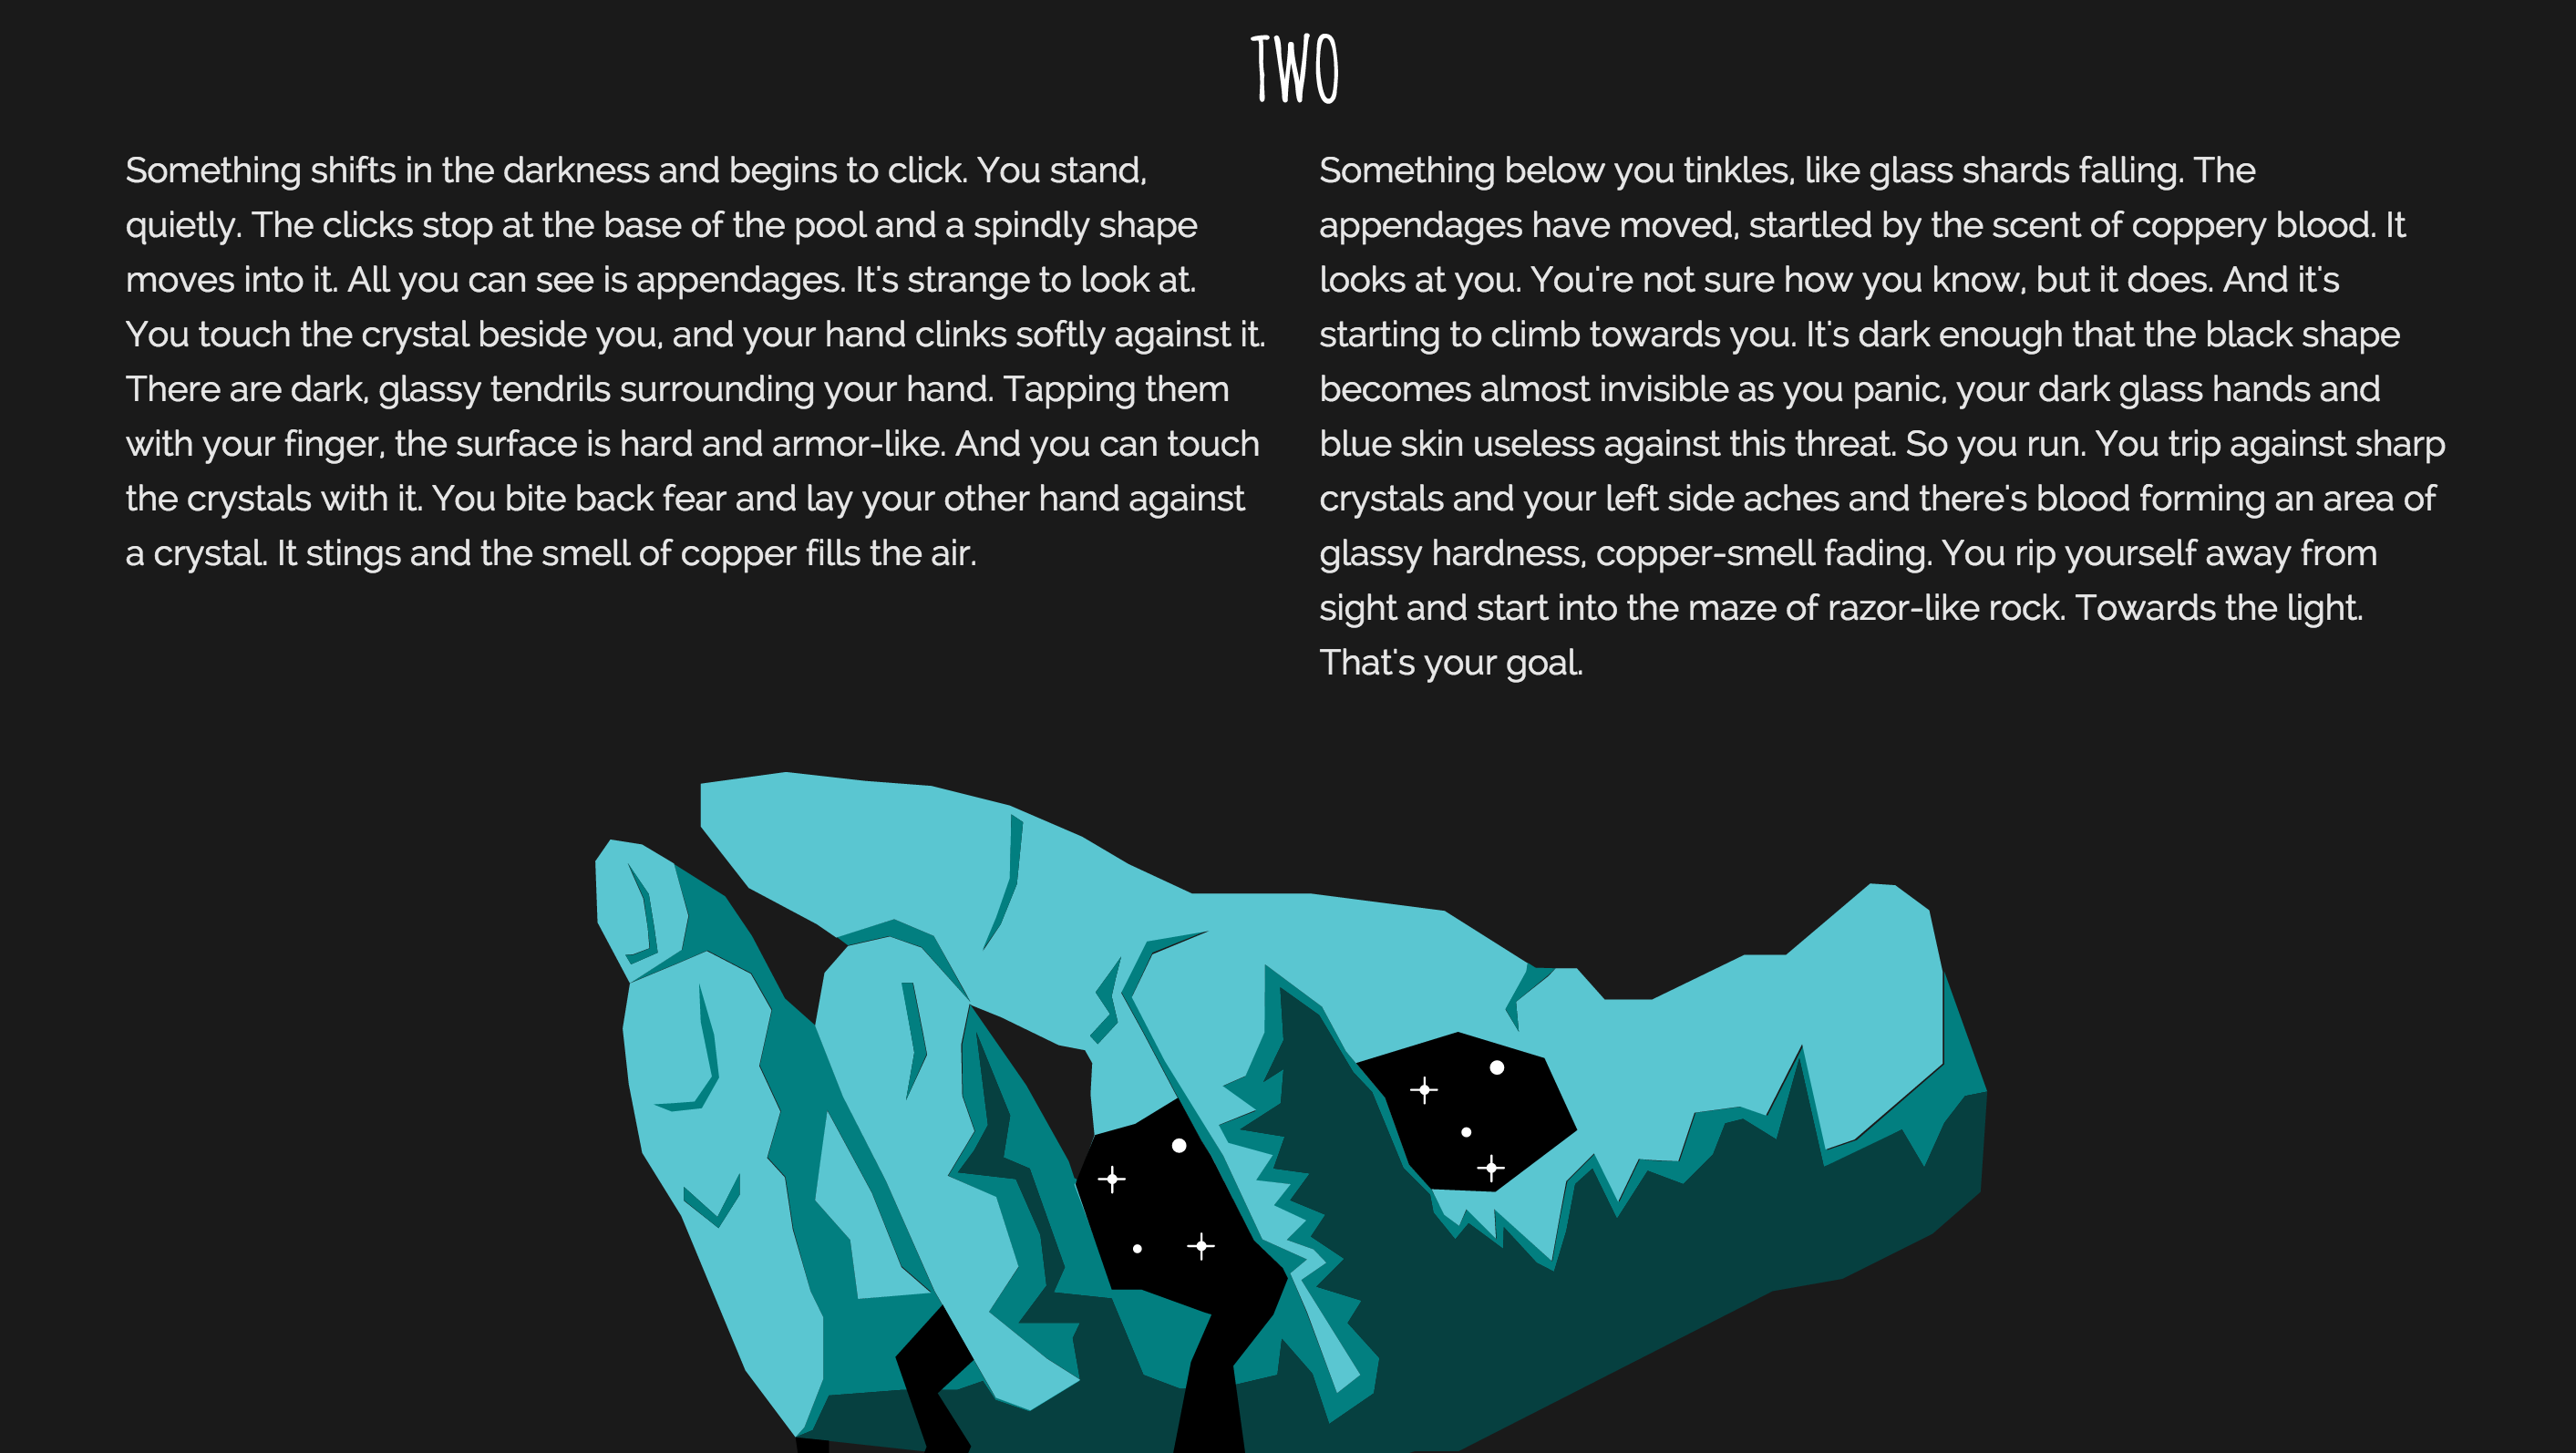 TWO
Something shifts in the darkness and begins to click. You stand,
quietly. The clicks stop at the base of the pool and a spindly shape
moves into it. All you can see is appendages. It's strange to look at.
You touch the crystal beside you, and your hand clinks softly against it.
There are dark, glassy tendrils surrounding your hand. Tapping them
with your finger, the surface is hard and armor-like. And you can touch
the crystals with it. You bite back fear and lay your other hand against
a crystal. It stings and the smell of copper fills the air.
Something below you tinkles, like glass shards falling. The
appendages have moved, startled by the scent of coppery blood. It
looks at you. You're not sure how you know, but it does. And it's
starting to climb towards you. It's dark enough that the black shape
becomes almost invisible as you panic, your dark glass hands and
blue skin useless against this threat. So you run. You trip against sharp
crystals and your left side aches and there's blood forming an area of
glassy hardness, copper-smell fading. You rip yourself away from
sight and start into the maze of razor-like rock. Towards the light.
That's your goal.